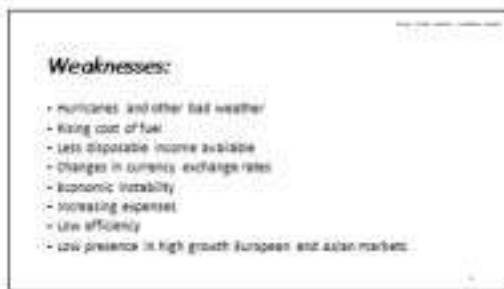 Weaknesses:
• Hurricanes and other bad weather
• Rising cost of fuel
• Less disposable income available
• Changes in currency exchange rates
• Economic instability
• Increasing expenses
• Low efficiency
• Low presence in high growth European and Asian markets